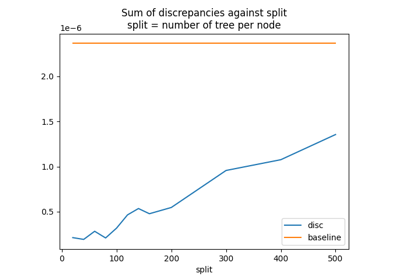 Sum of discrepancies against split
split = number of tree per node
1e−6
2.0
1.5
1.0
0.5
0
100
200
300
400
500
split
disc
baseline